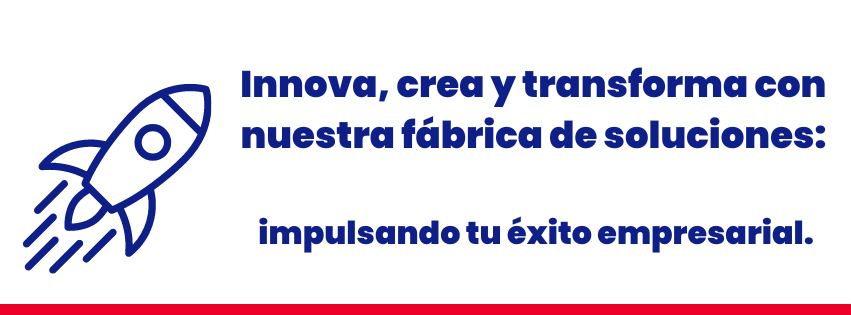 Innova, crea y transforma con
nuestra fábrica de soluciones:
impulsando tu éxito empresarial.